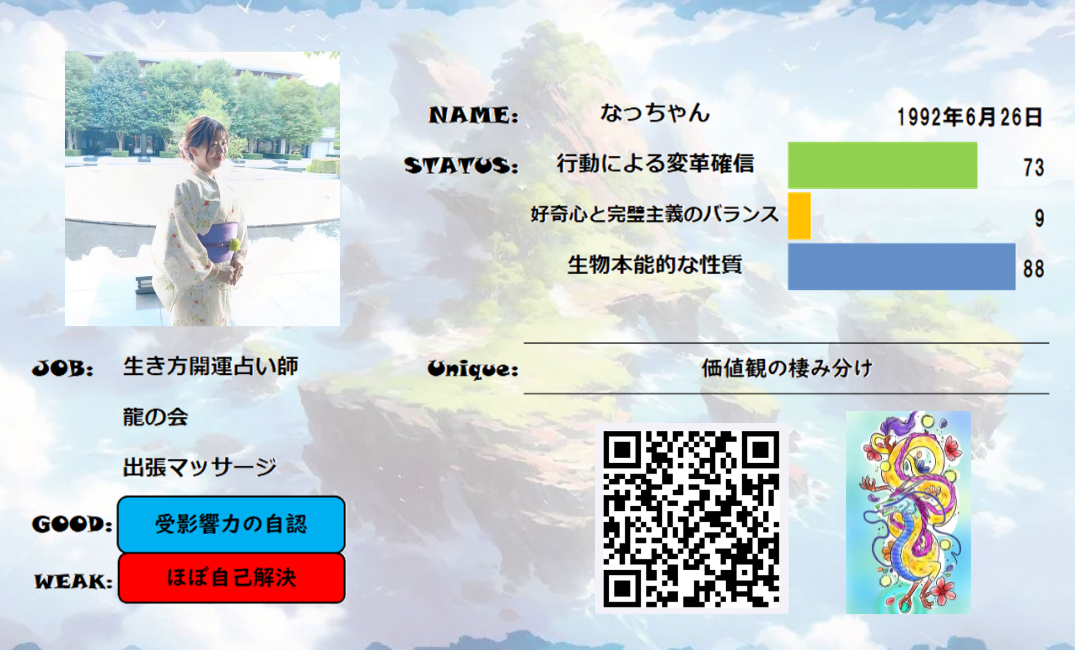 NAME: なっちゃん 1992年6月26日
STATUS: 行動による変革確信 73
好奇心と完璧主義のバランス 9
生物本能的な性質 88
JOB: 生き方開運占い師
龍の会
出張マッサージ
GOOD: 受影響力の自認
WEAK: ほぼ自己解決
Unique: 価値観の棲み分け